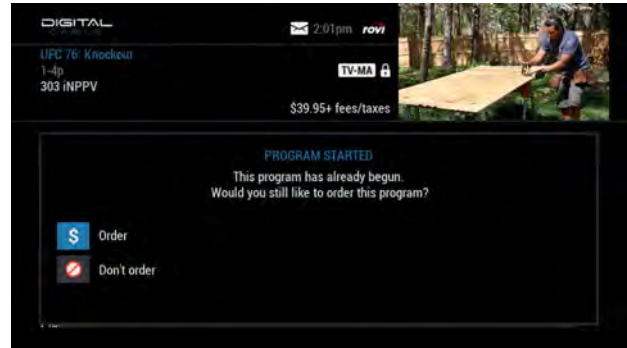 DIGITAL
CABLE
2:01pm rovi
UFC 76: Knockout
1-4p
TV-MA
303 iNPPV
$39.95+ fees/taxes
PROGRAM STARTED
This program has already begun.
Would you still like to order this program?
$ Order
Don't order